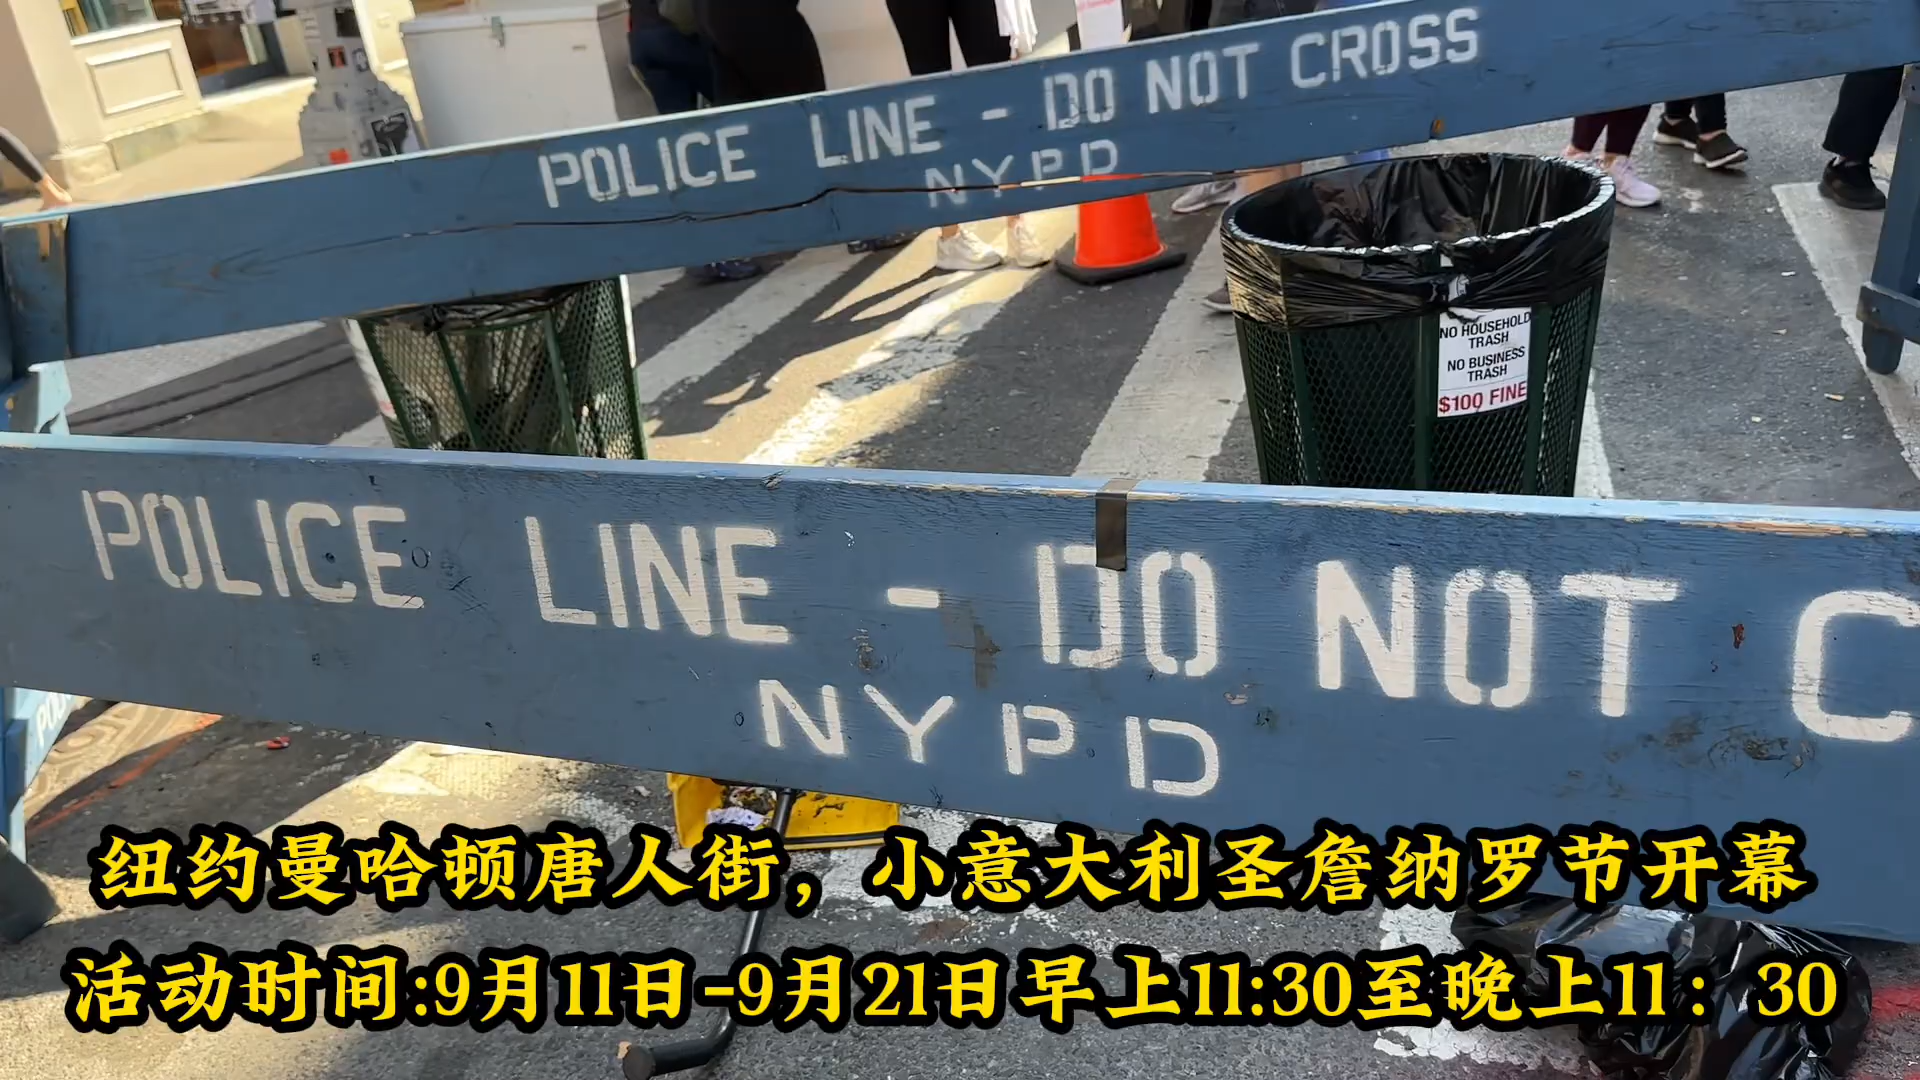 POLICE LINE - DO NOT CROSS
NYPD
NO HOUSEHOLD
TRASH
NO BUSINESS
TRASH
$100 FINE
POLICE LINE - DO NOT C
NYPD
纽约曼哈顿唐人街，小意大利圣詹纳罗节开幕
活动时间:9月11日-9月21日早上11:30至晚上11：30